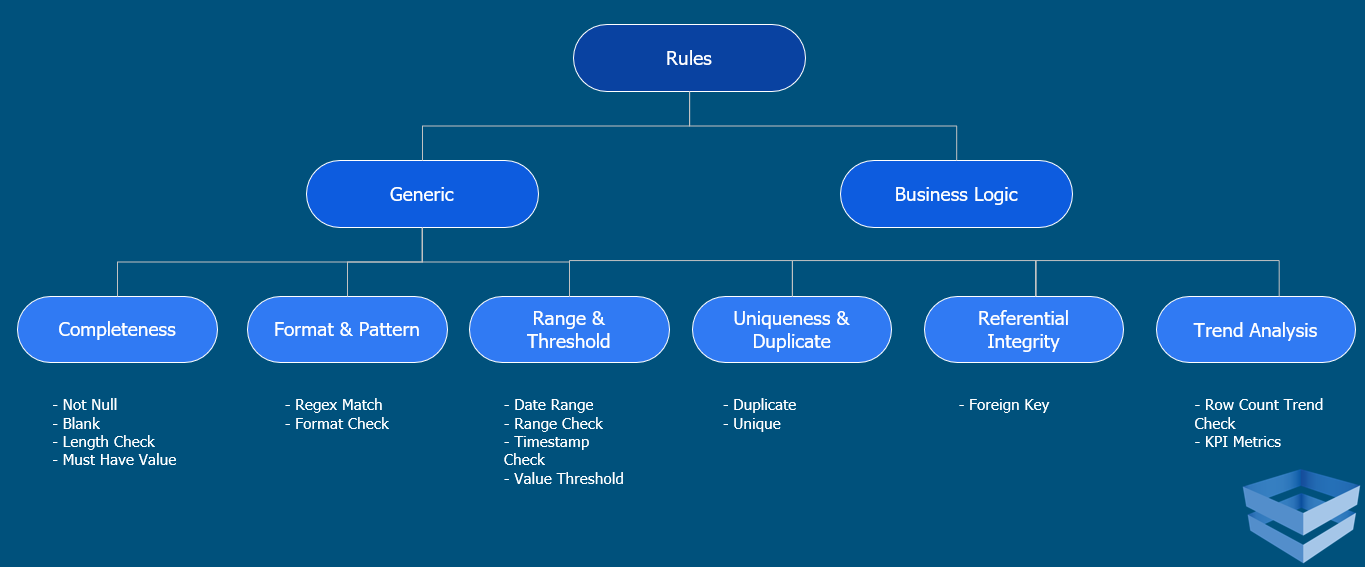 Rules
Generic
Business Logic
Completeness
Format & Pattern
Range &
Threshold
Uniqueness &
Duplicate
Referential
Integrity
Trend Analysis
- Not Null
- Blank
- Length Check
- Must Have Value
- Regex Match
- Format Check
- Date Range
- Range Check
- Timestamp
Check
- Value Threshold
- Duplicate
- Unique
- Foreign Key
- Row Count Trend
Check
- KPI Metrics